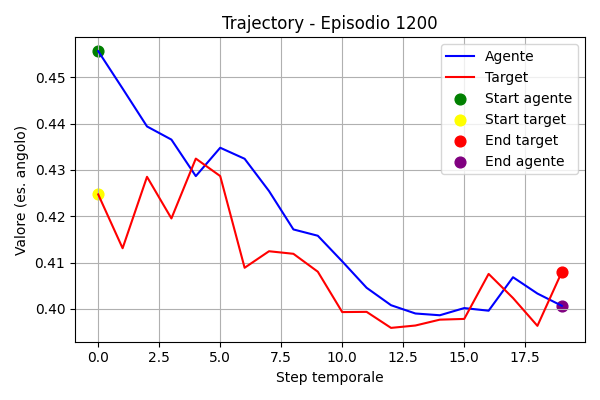 Trajectory - Episodio 1200
Valore (es. angolo)
0.45
0.44
0.43
0.42
0.41
0.40
0.0
2.5
5.0
7.5
10.0
12.5
15.0
17.5
Step temporale
Agente
Target
Start agente
Start target
End target
End agente